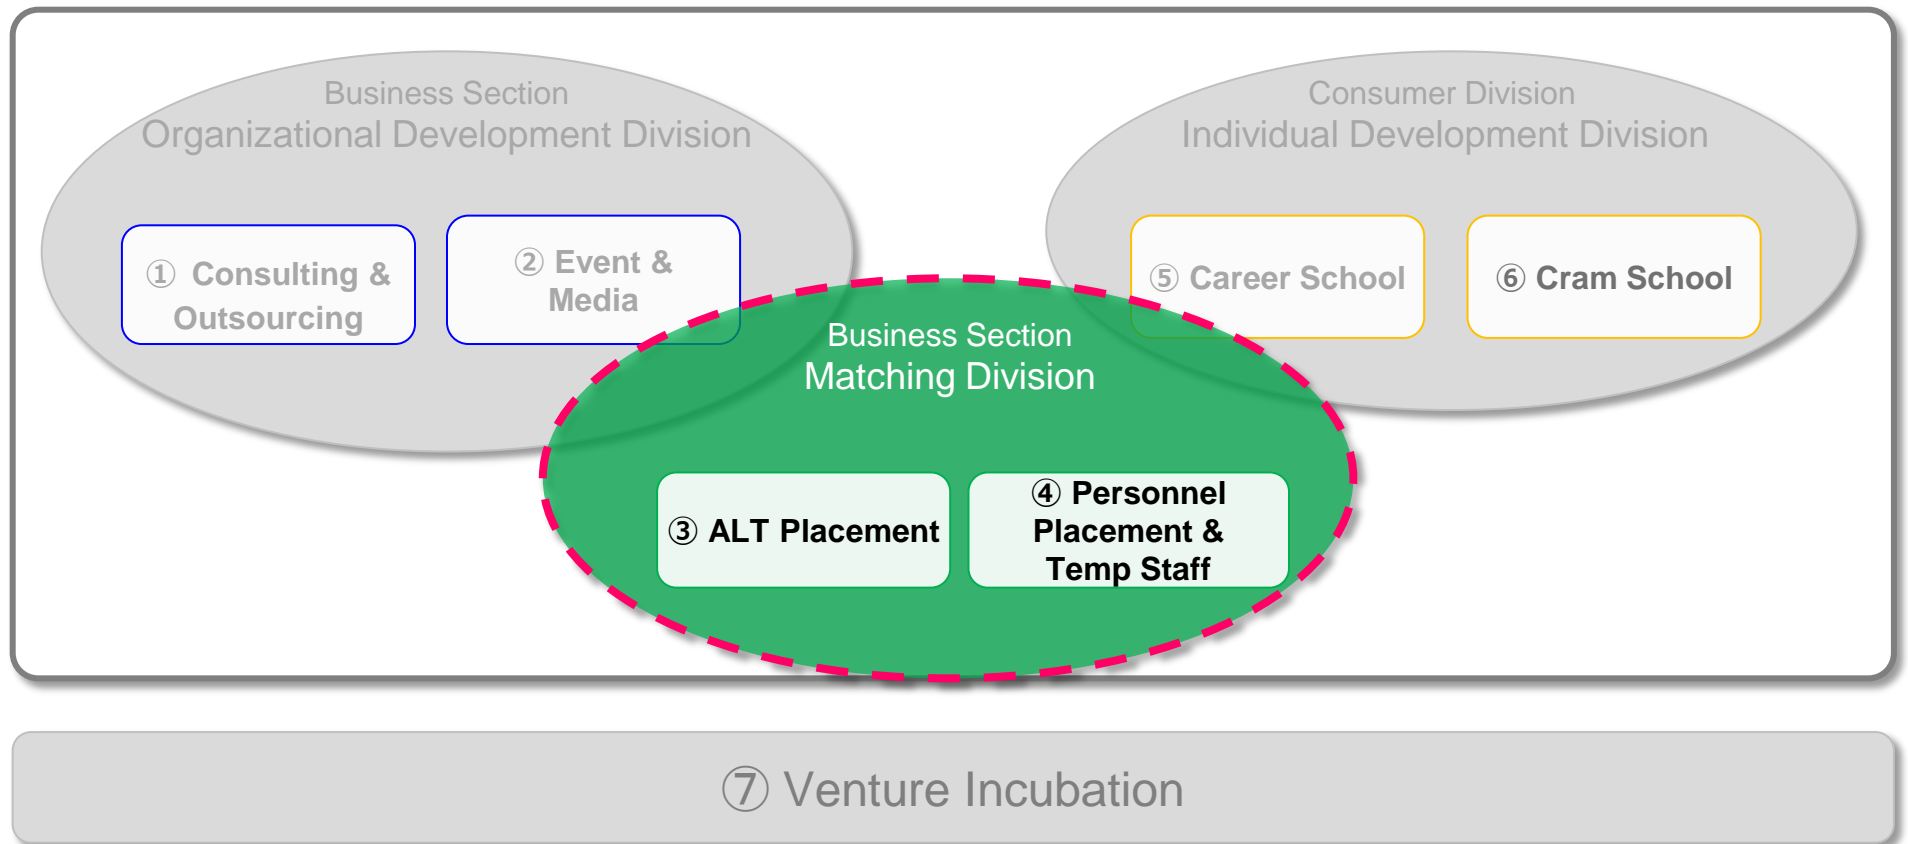 Business Section
Organizational Development Division
① Consulting &
Outsourcing
② Event &
Media
Consumer Division
Individual Development Division
⑤ Career School
⑥ Cram School
Business Section
Matching Division
③ ALT Placement
④ Personnel
Placement &
Temp Staff
⑦ Venture Incubation